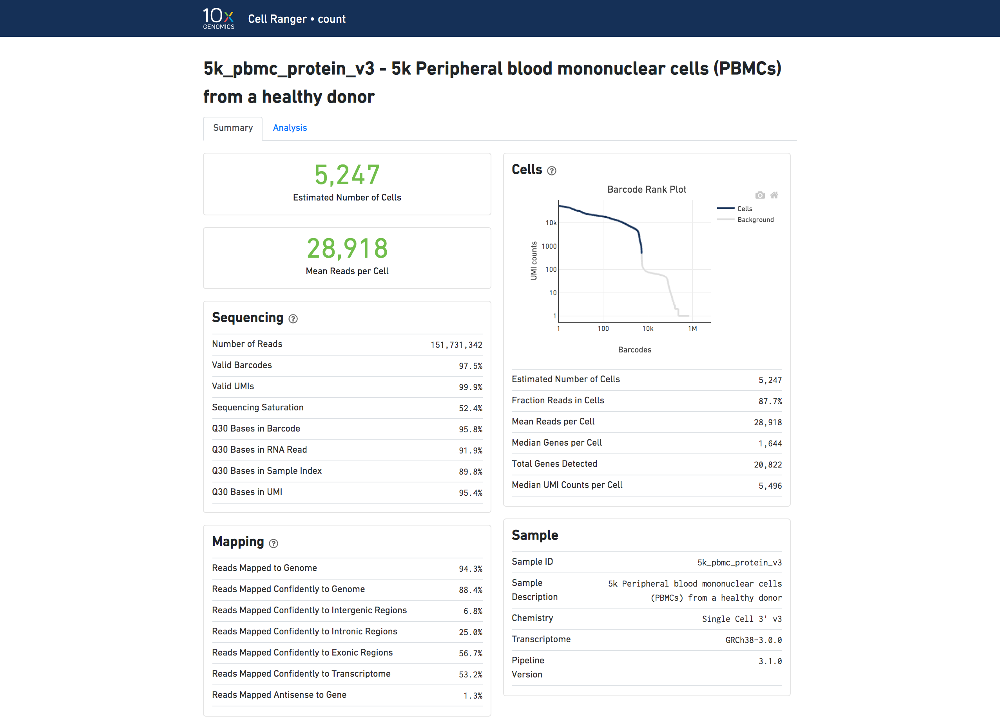 10x
GENOMICS
Cell Ranger • count
5k_pbmc_protein_v3 - 5k Peripheral blood mononuclear cells (PBMCs)
from a healthy donor
Summary
Analysis
5,247
Estimated Number of Cells
28,918
Mean Reads per Cell
Sequencing ?
Number of Reads 151,731,342
Valid Barcodes 97.5%
Valid UMIs 99.9%
Sequencing Saturation 52.4%
Q30 Bases in Barcode 95.8%
Q30 Bases in RNA Read 91.9%
Q30 Bases in Sample Index 89.8%
Q30 Bases in UMI 95.4%
Mapping ?
Reads Mapped to Genome 94.3%
Reads Mapped Confidently to Genome 88.4%
Reads Mapped Confidently to Intergenic Regions 6.8%
Reads Mapped Confidently to Intronic Regions 25.0%
Reads Mapped Confidently to Exonic Regions 56.7%
Reads Mapped Confidently to Transcriptome 53.2%
Reads Mapped Antisense to Gene 1.3%
Cells ?
Barcode Rank Plot
Cells
Background
UMI counts
10k
1000
100
10
1
1 100 10k 1M
Barcodes
Estimated Number of Cells 5,247
Fraction Reads in Cells 87.7%
Mean Reads per Cell 28,918
Median Genes per Cell 1,644
Total Genes Detected 20,822
Median UMI Counts per Cell 5,496
Sample
Sample ID 5k_pbmc_protein_v3
Sample 5k Peripheral blood mononuclear cells
Description (PBMCs) from a healthy donor
Chemistry Single Cell 3' v3
Transcriptome GRCh38-3.0.0
Pipeline 3.1.0
Version